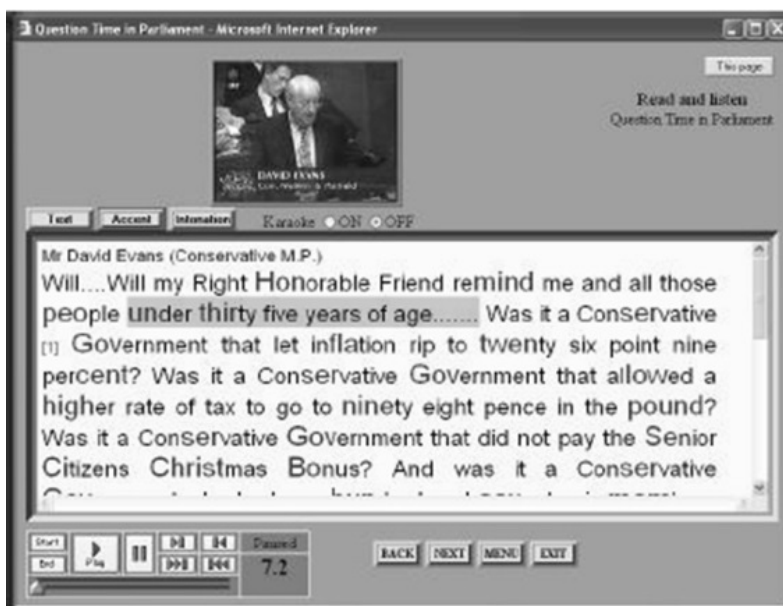 Question Time in Parliament - Microsoft Internet Explorer
This page
Read and listen
Question Time in Parliament
DAVID EVANS
Text Accent Intonation Karaoke ON OFF
Mr David Evans (Conservative M.P.)
Will....Will my Right Honorable Friend remind me and all those
people under thirty five years of age....... Was it a Conservative
[1] Government that let inflation rip to twenty six point nine
percent? Was it a Conservative Government that allowed a
higher rate of tax to go to ninety eight pence in the pound?
Was it a Conservative Government that did not pay the Senior
Citizens Christmas Bonus? And was it a Conservative
Start
End
Play
Paused
7.2
BACK NEXT MENU EXIT